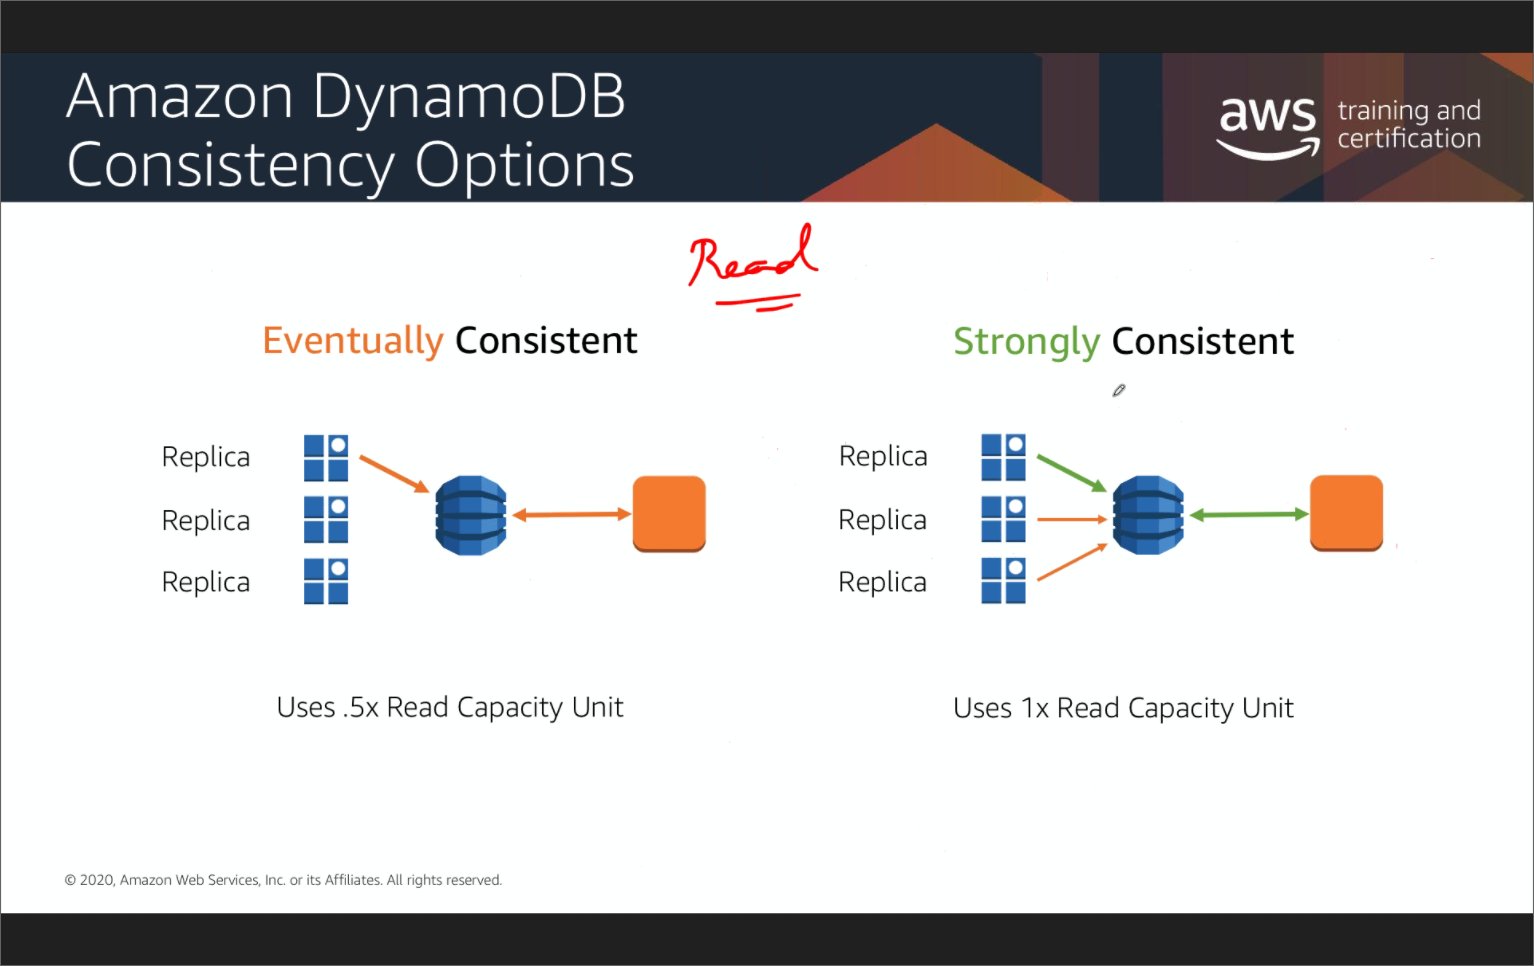 Amazon DynamoDB
Consistency Options
aws training and
certification
Read
Eventually Consistent
Strongly Consistent
Replica
Replica
Replica
Replica
Replica
Replica
Uses .5x Read Capacity Unit
Uses 1x Read Capacity Unit
© 2020, Amazon Web Services, Inc. or its Affiliates. All rights reserved.